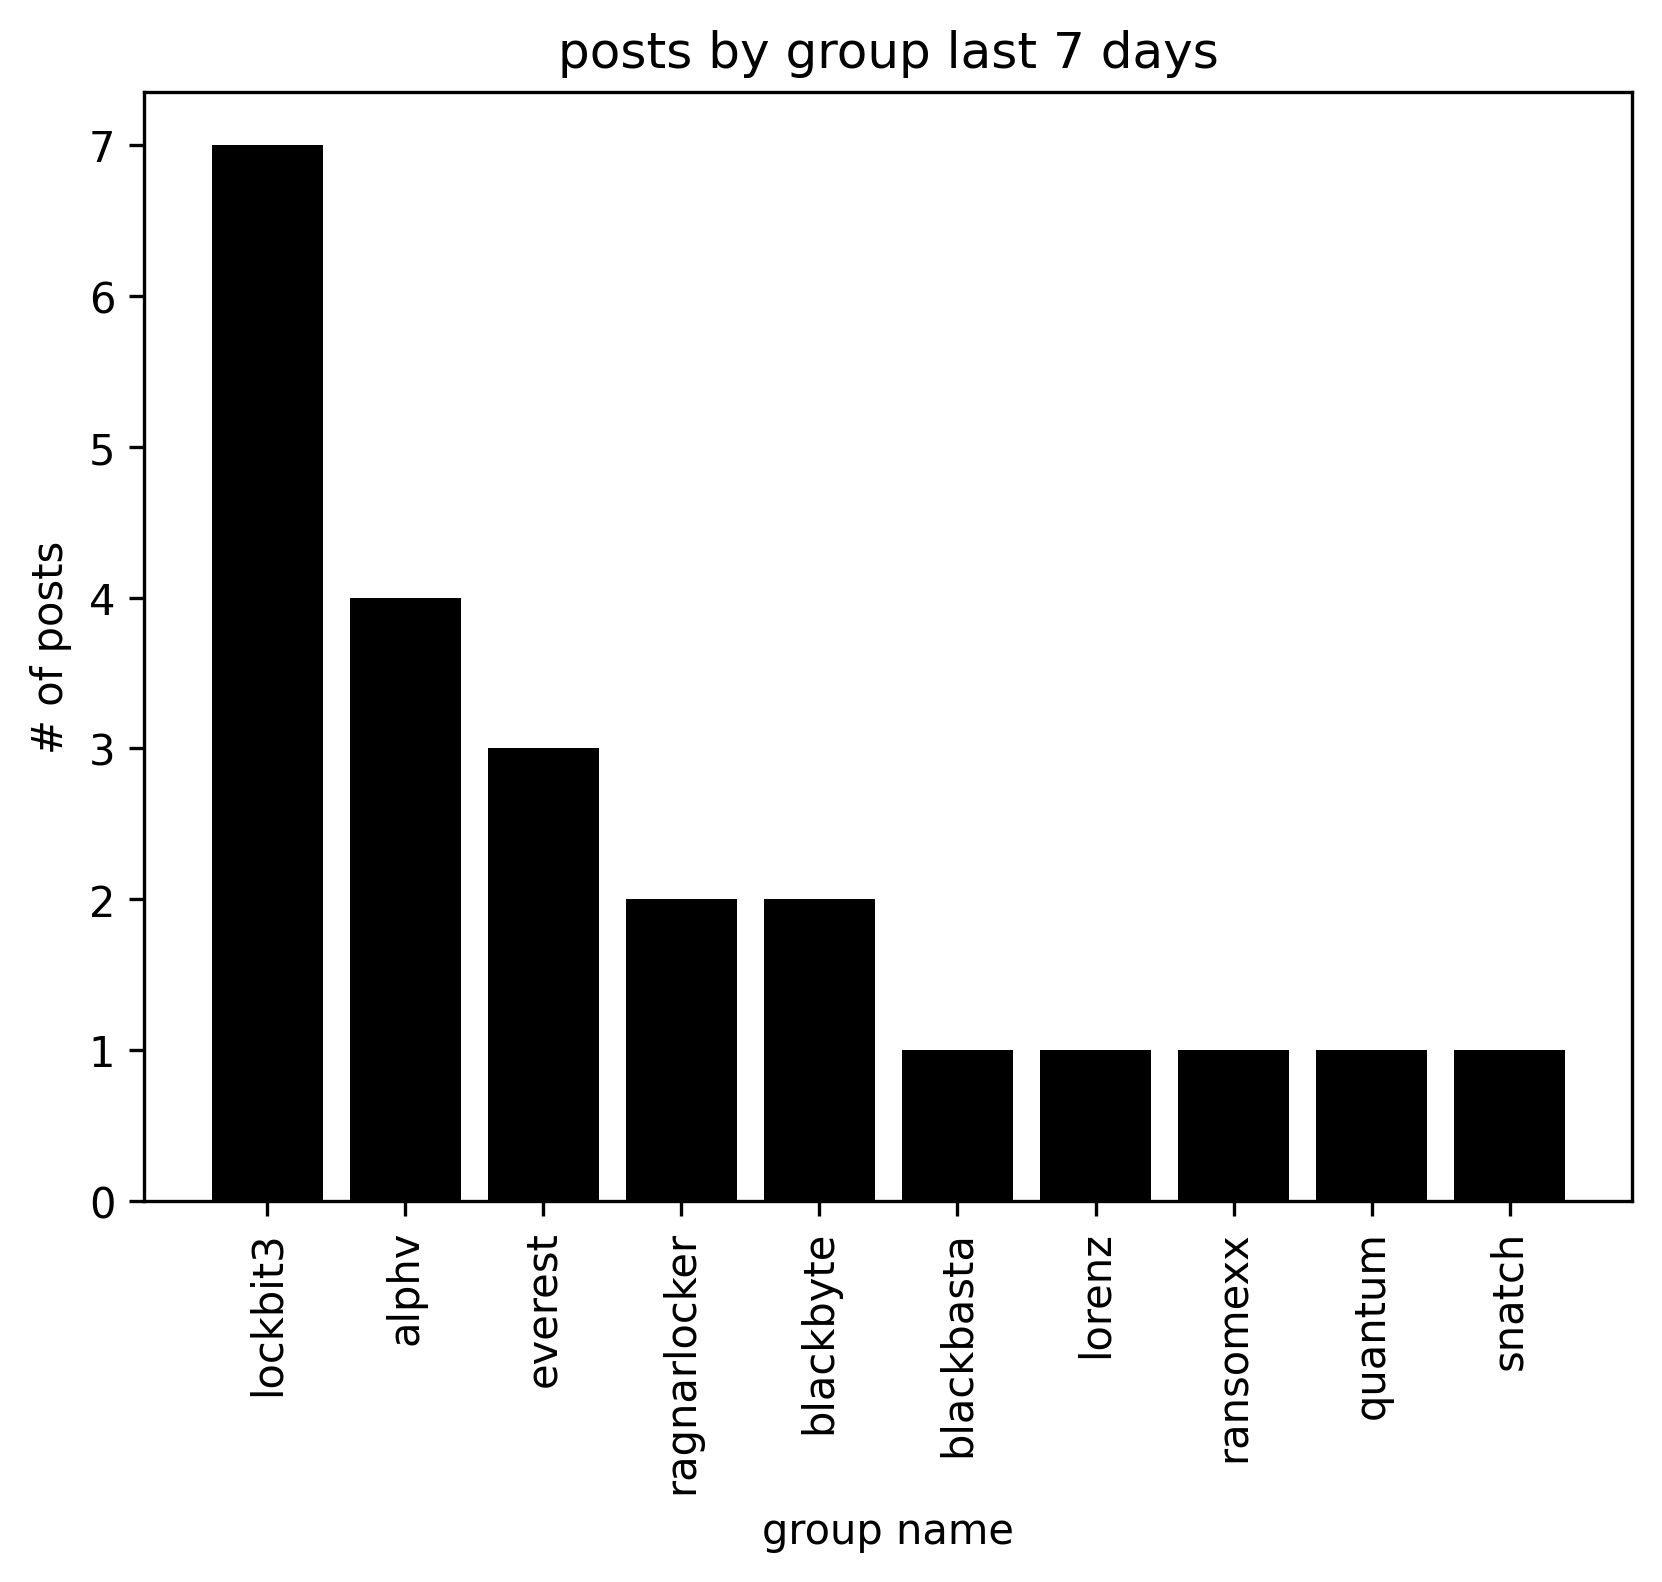 posts by group last 7 days
# of posts
7
6
5
4
3
2
1
0
lockbit3
alphv
everest
ragnarlocker
blackbyte
blackbasta
lorenz
ransomexx
quantum
snatch
group name